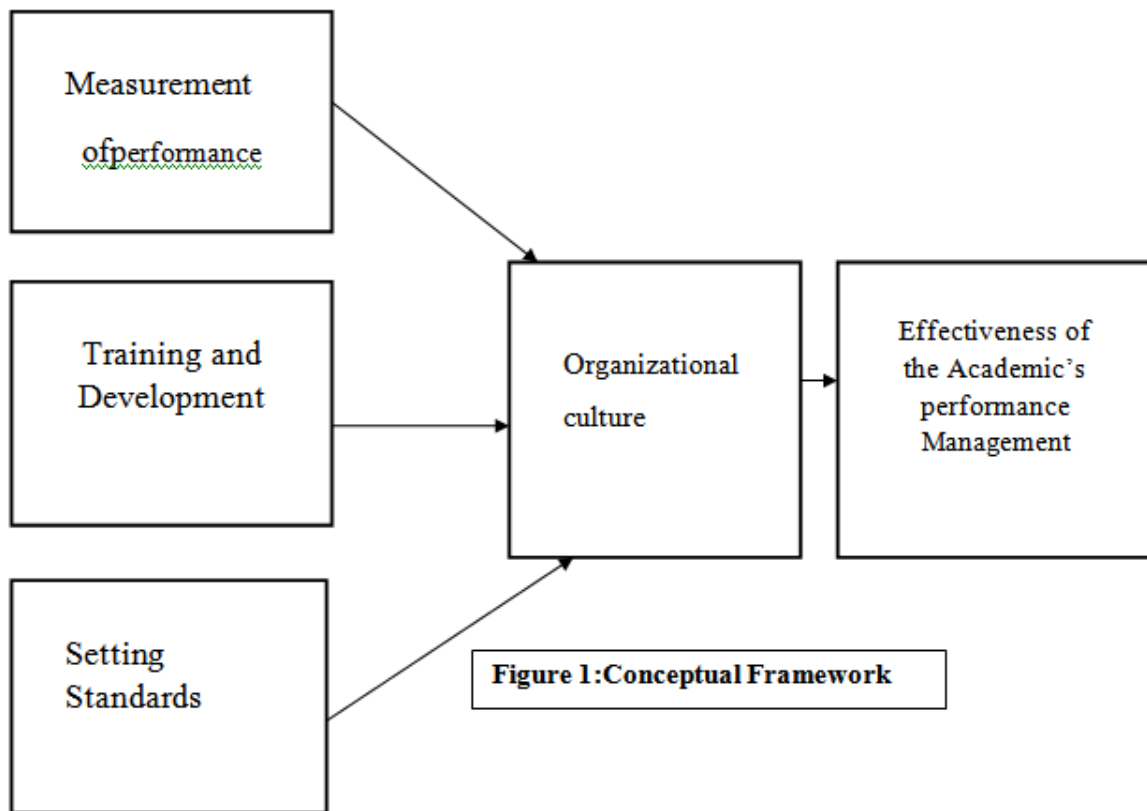 Measurement
ofperformance
Training and
Development
Setting
Standards
Organizational
culture
Effectiveness of
the Academic’s
performance
Management
Figure 1:Conceptual Framework